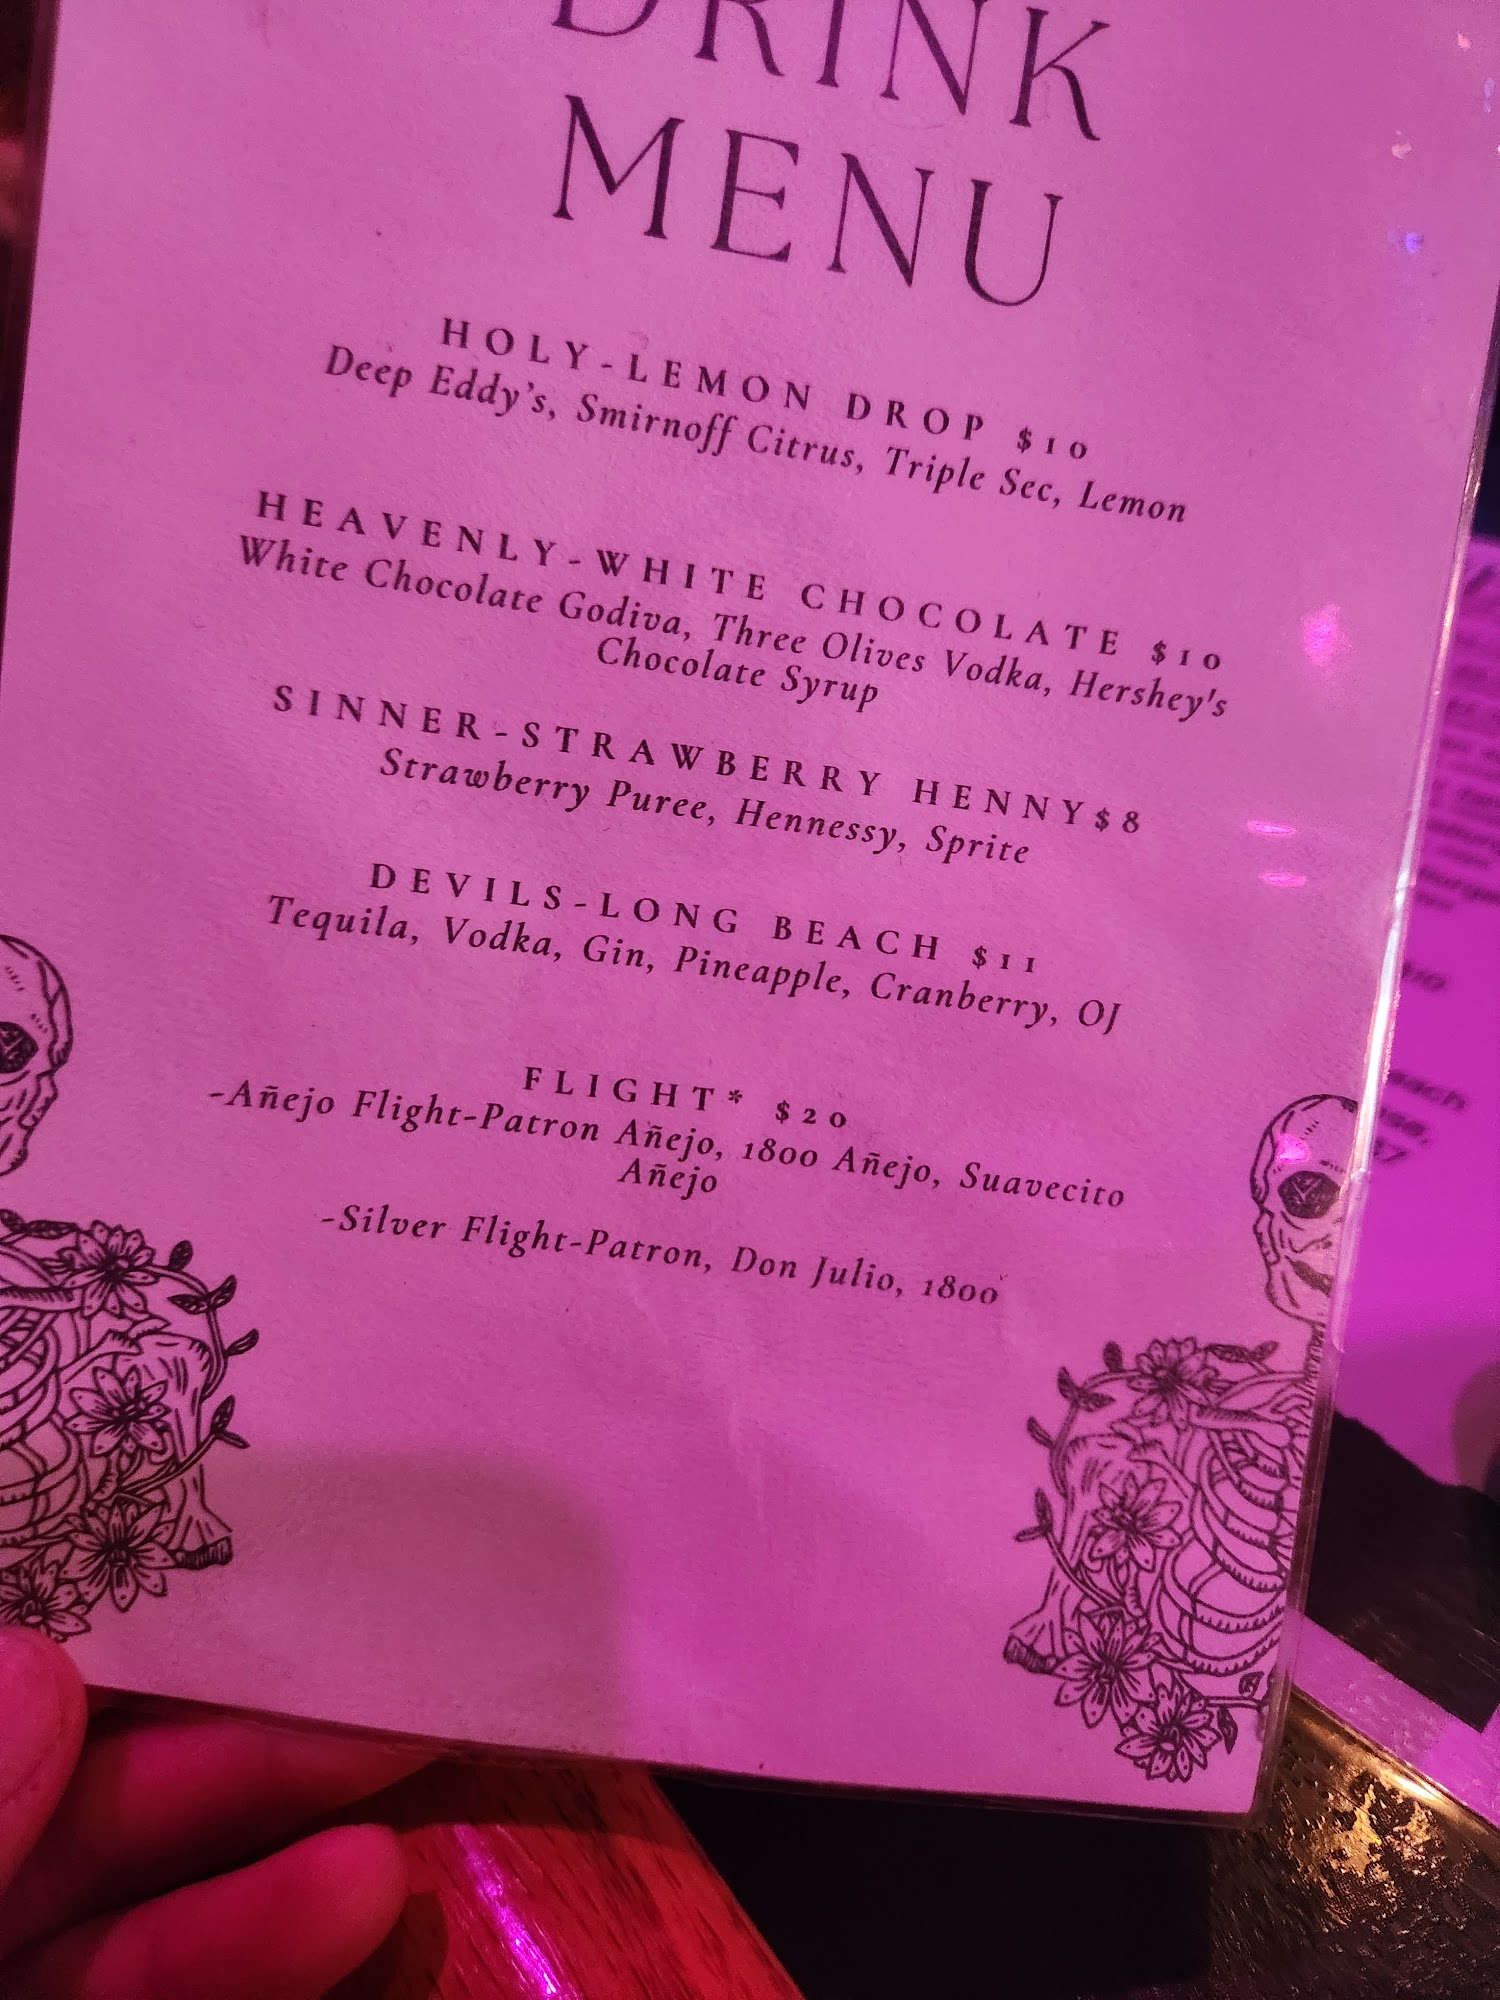 DRINK
MENU
HOLY-LEMON DROP $10
Deep Eddy's, Smirnoff Citrus, Triple Sec, Lemon
HEAVENLY-WHITE CHOCOLATE $10
White Chocolate Godiva, Three Olives Vodka, Hershey's
Chocolate Syrup
SINNER-STRAWBERRY HENNY$8
Strawberry Puree, Hennessy, Sprite
DEVILS-LONG BEACH $11
Tequila, Vodka, Gin, Pineapple, Cranberry, OJ
FLIGHT* $20
-Añejo Flight-Patron Añejo, 1800 Añejo, Suavecito
Añejo
-Silver Flight-Patron, Don Julio, 1800